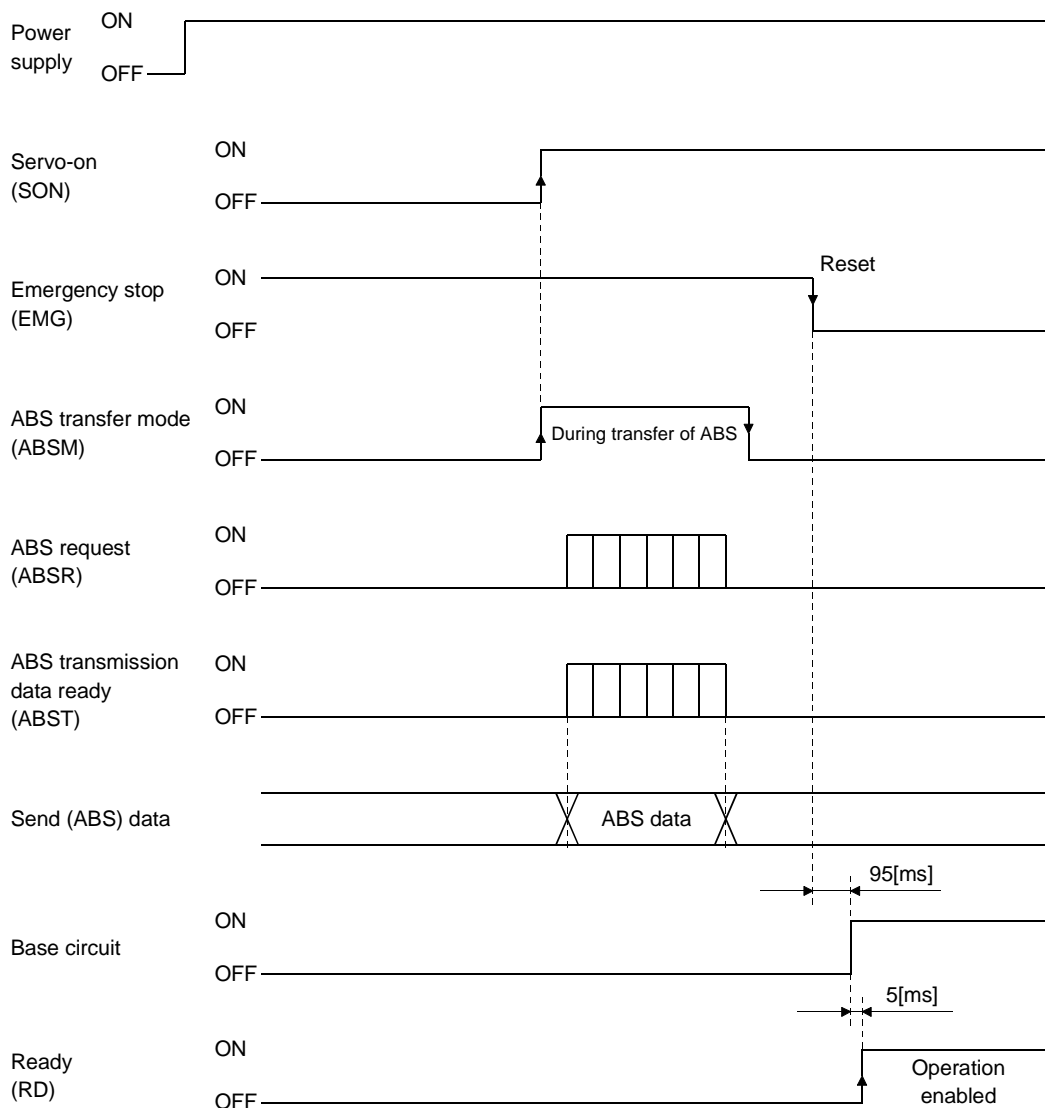 Power
supply
ON
OFF
Servo-on
(SON)
ON
OFF
Emergency stop
(EMG)
ON
OFF
Reset
ABS transfer mode
(ABSM)
ON
OFF
During transfer of ABS
ABS request
(ABSR)
ON
OFF
ABS transmission
data ready
(ABST)
ON
OFF
Send (ABS) data
ABS data
95[ms]
Base circuit
ON
OFF
5[ms]
Ready
(RD)
ON
OFF
Operation
enabled